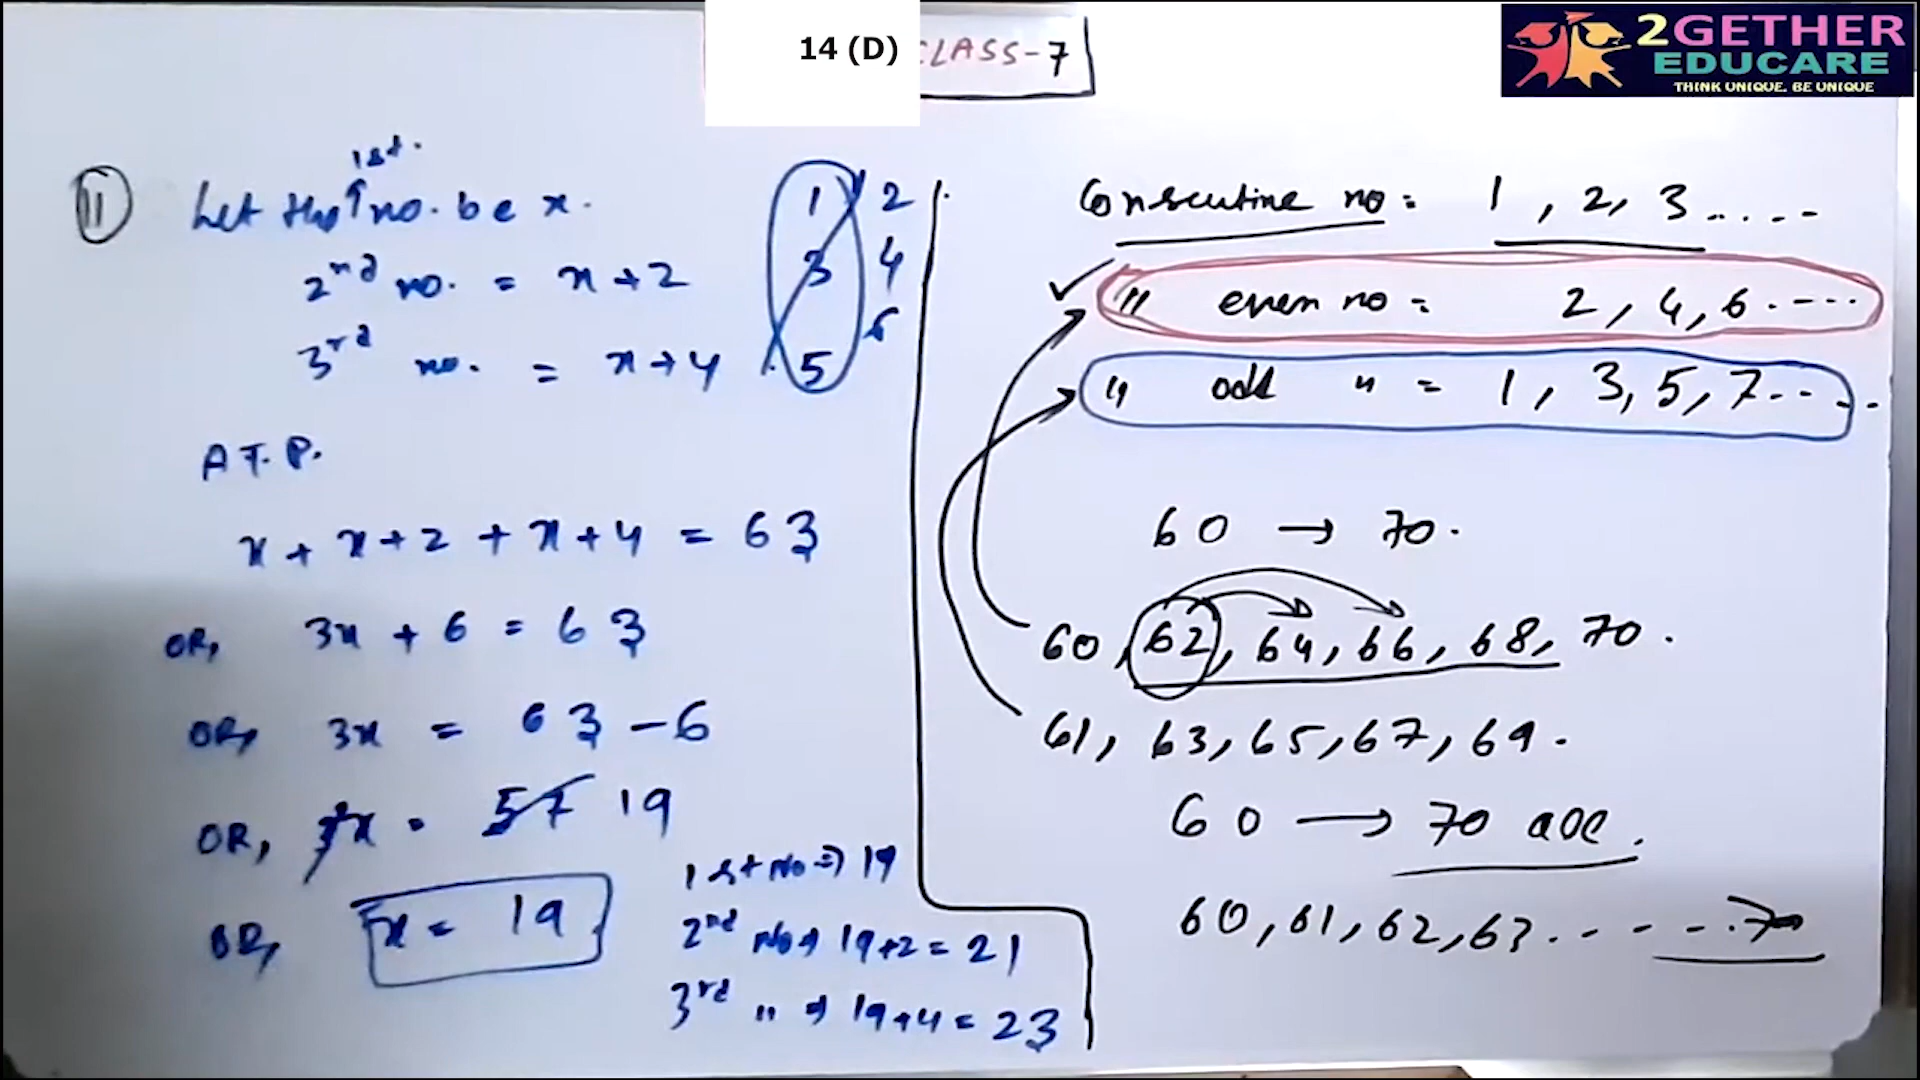 14 (D) CLASS-7
2GETHER
EDUCARE
THINK UNIQUE. BE UNIQUE
11 Let the 1st. no. be x.
2nd no. = x+2
3rd no. = x+4
1 2
3 4
5 6
A.T.P.
x + x+2 + x+4 = 63
OR, 3x + 6 = 63
OR, 3x = 63 - 6
OR, 3x = 57 19
OR, x = 19
1st No ⇒ 19
2nd No ⇒ 19+2 = 21
3rd " ⇒ 19+4 = 23
Consecutive no = 1, 2, 3.....
" even no = 2, 4, 6.....
" odd " = 1, 3, 5, 7.....
60 → 70.
60, 62, 64, 66, 68, 70.
61, 63, 65, 67, 69.
60 → 70
60, 61, 62, 63.......70